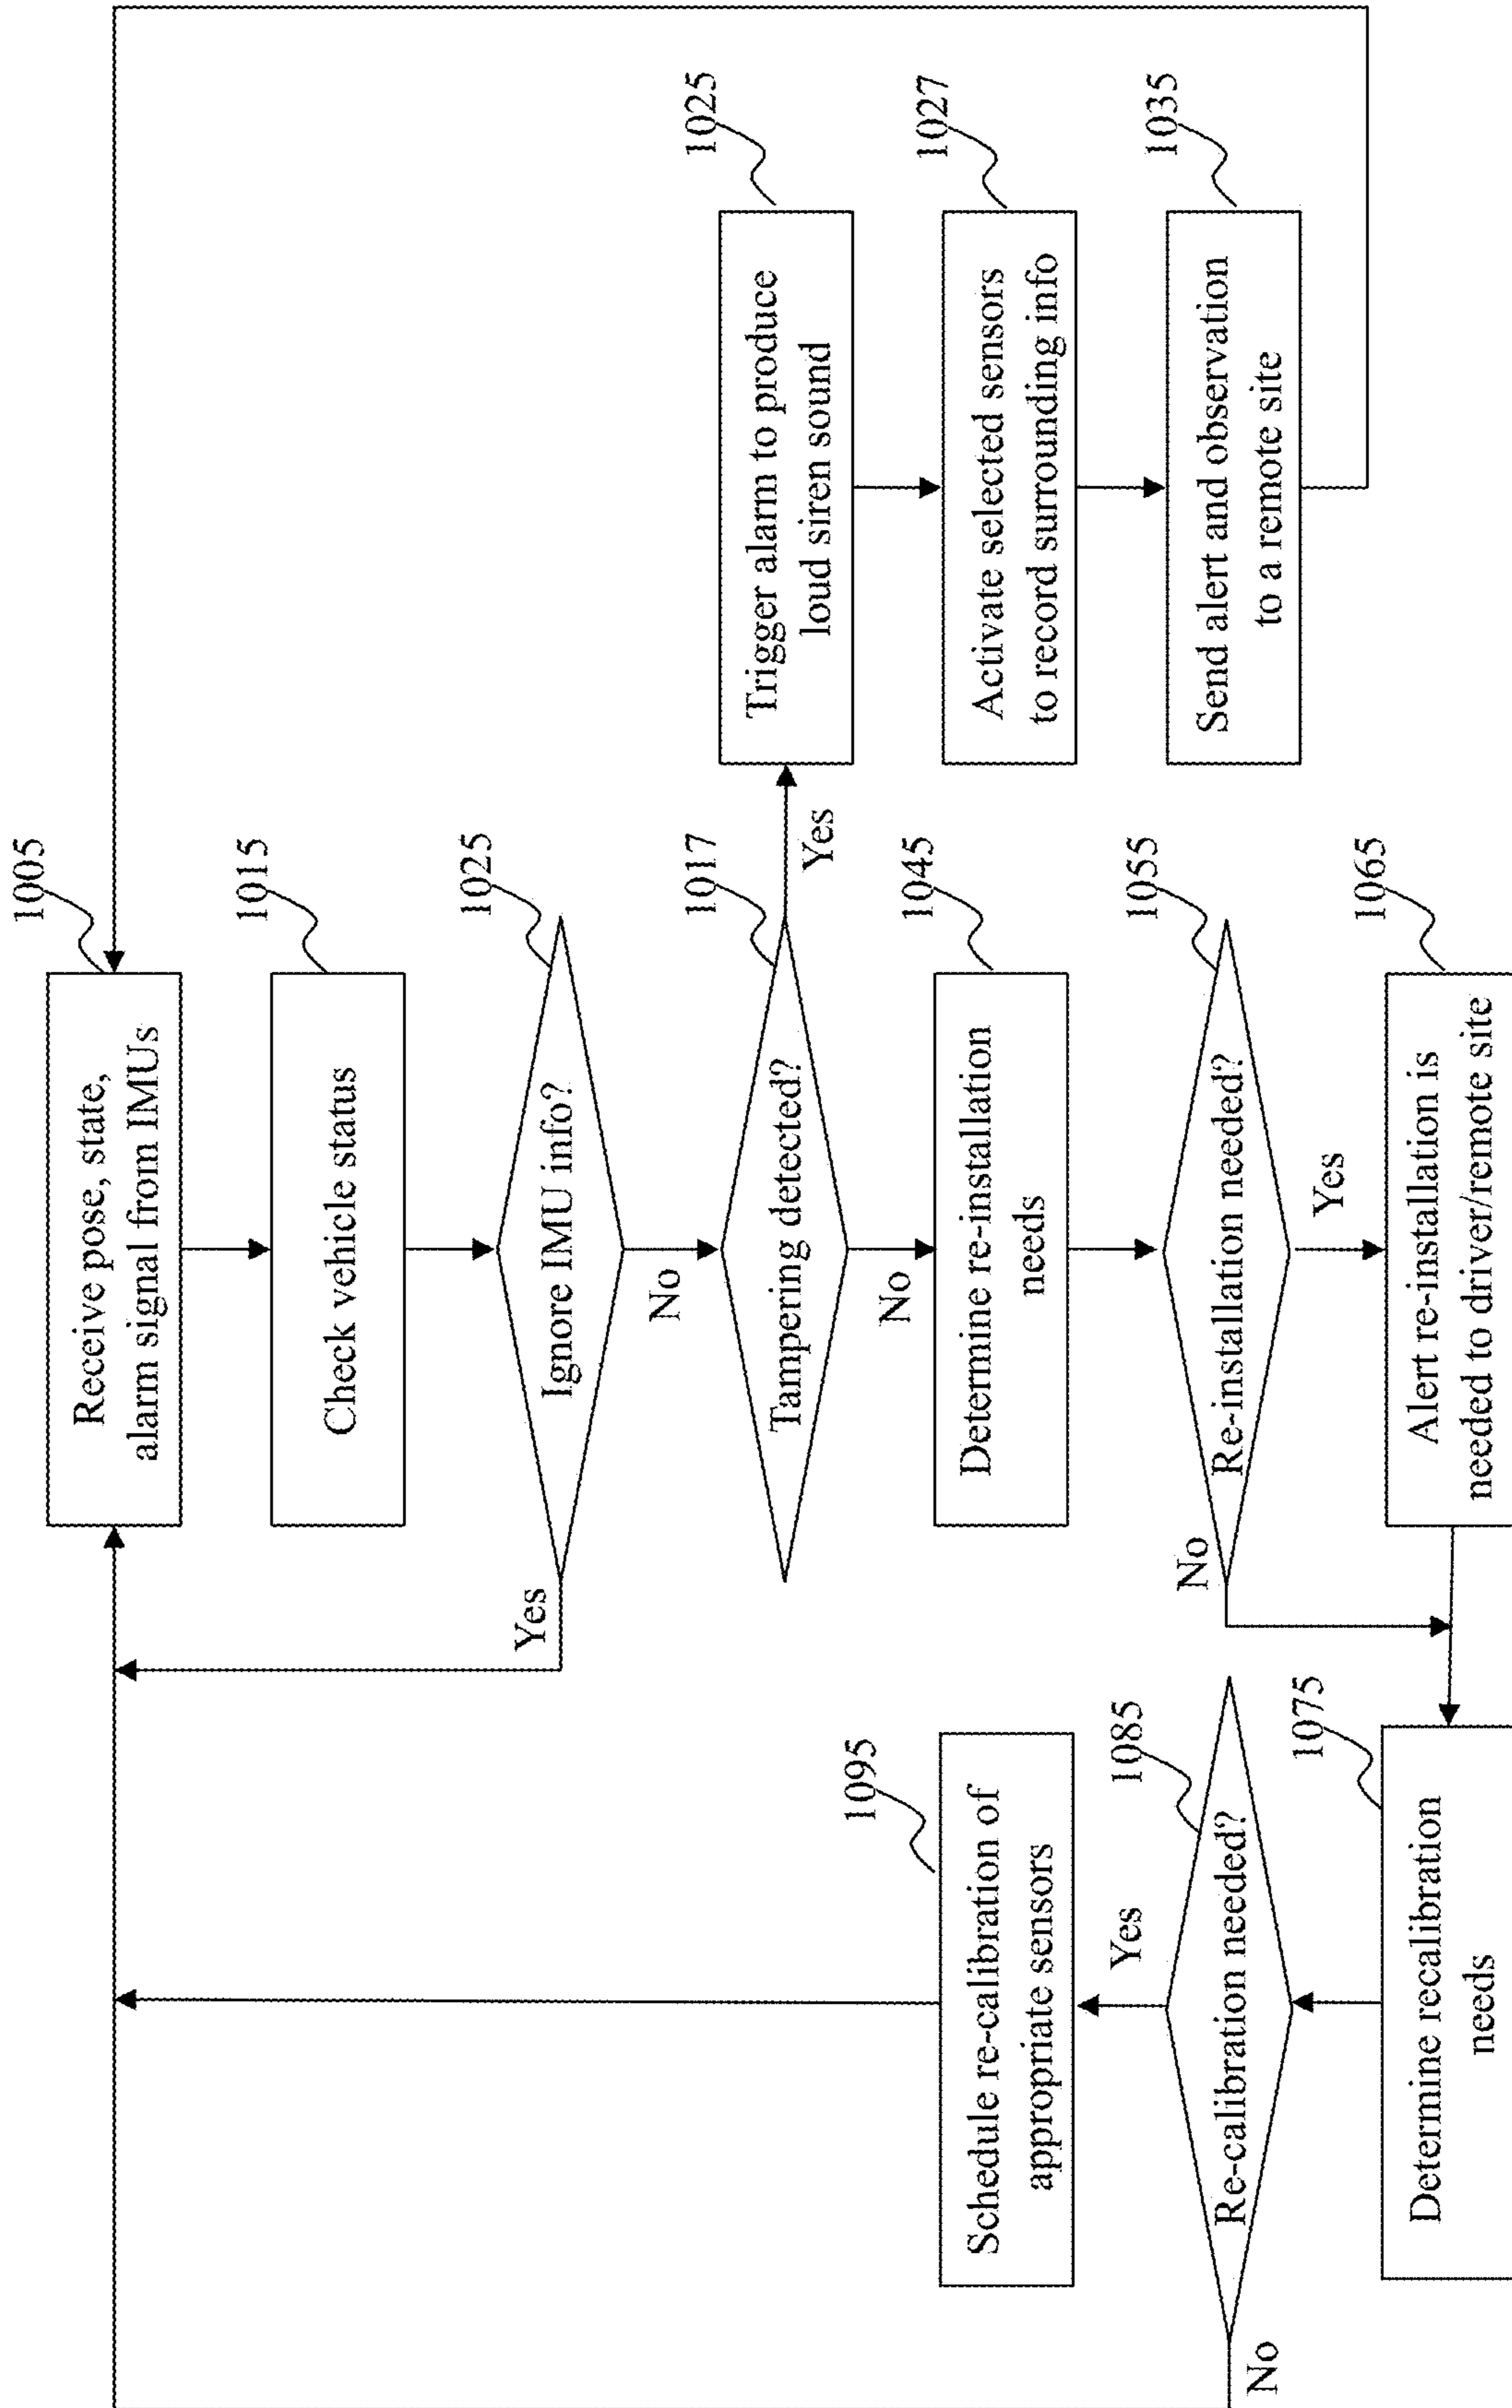 1005
Receive pose, state,
alarm signal from IMUs
1015
Check vehicle status
1025
Ignore IMU info?
Yes
No
1017
Tampering detected?
Yes
No
1025
Trigger alarm to produce
loud siren sound
1027
Activate selected sensors
to record surrounding info
1035
Send alert and observation
to a remote site
1045
Determine re-installation
needs
1055
Re-installation needed?
No
Yes
1065
Alert re-installation is
needed to driver/remote site
1075
Determine recalibration
needs
1085
Re-calibration needed?
Yes
No
1095
Schedule re-calibration of
appropriate sensors